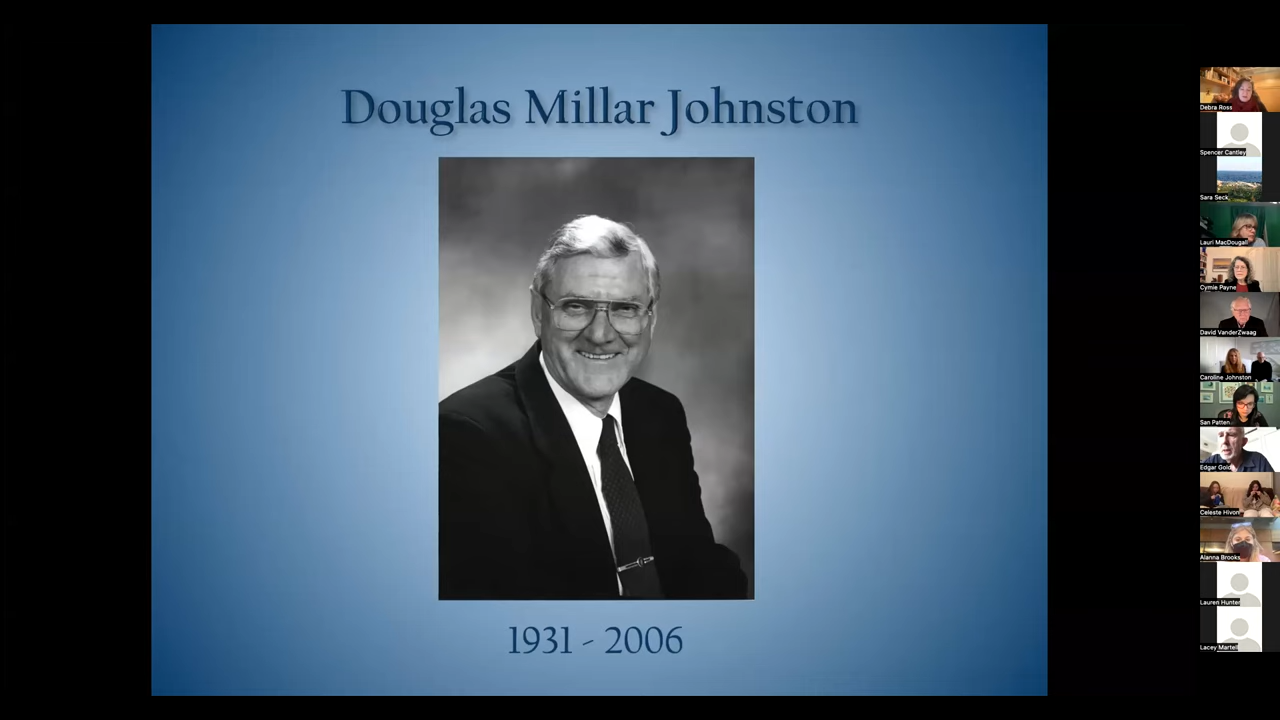 Douglas Millar Johnston
1931 - 2006
Debra Ross
Spencer Cantley
Sara Seck
Lauri MacDougall
Cymie Payne
David VanderZwaag
Caroline Johnston
San Patten
Edgar Gold
Celeste Hivon
Alanna Brooks
Lauren Hunter
Lacey Martell